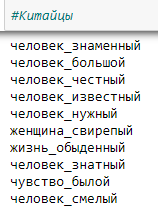 #Китайцы
человек_знаменный
человек_большой
человек_честный
человек_известный
человек_нужный
женщина_свирепый
жизнь_обыденный
человек_знатный
чувство_былой
человек_смелый